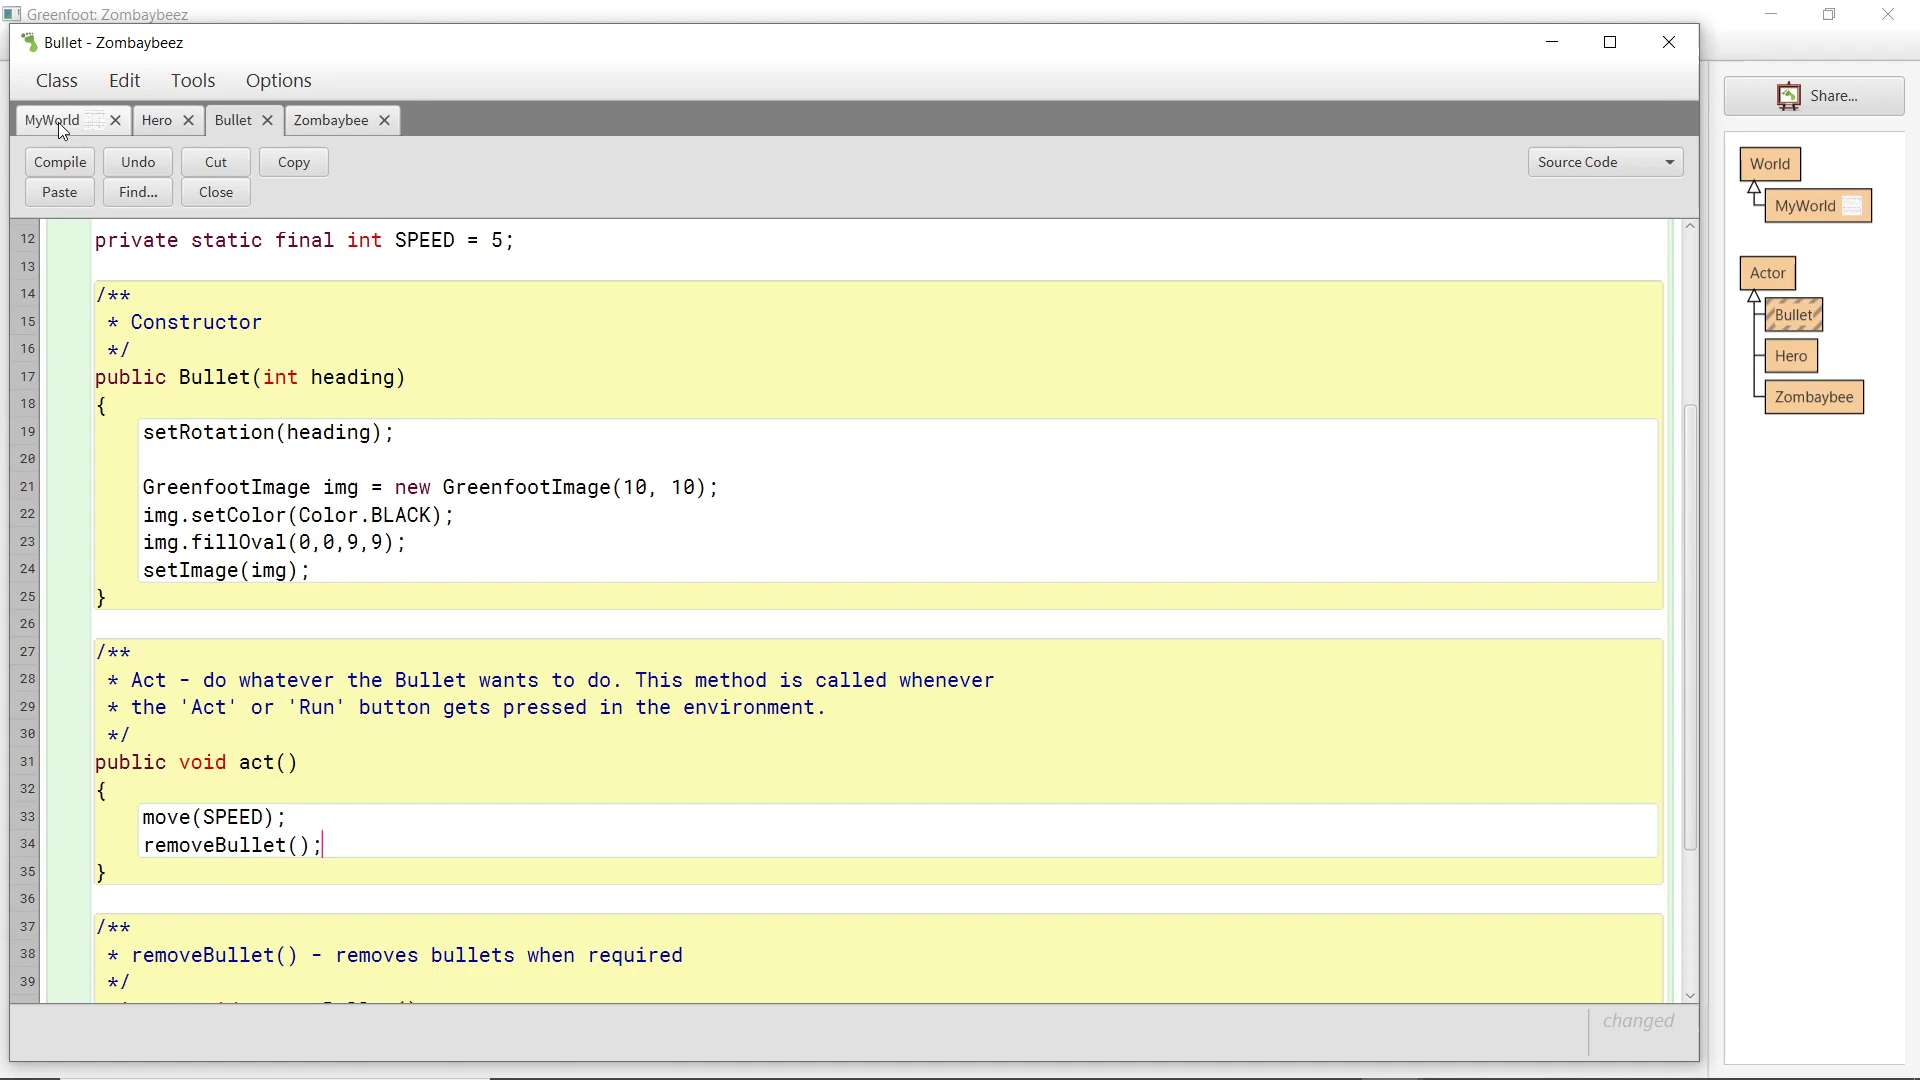 Greenfoot: Zombaybeez
Bullet - Zombaybeez
Class Edit Tools Options
MyWorld Hero Bullet Zombaybee
Compile Undo Cut Copy
Paste Find... Close
Source Code
12 private static final int SPEED = 5;
13
14 /**
15 * Constructor
16 */
17 public Bullet(int heading)
18 {
19 setRotation(heading);
20
21 GreenfootImage img = new GreenfootImage(10, 10);
22 img.setColor(Color.BLACK);
23 img.fillOval(0,0,9,9);
24 setImage(img);
25 }
26
27 /**
28 * Act - do whatever the Bullet wants to do. This method is called whenever
29 * the 'Act' or 'Run' button gets pressed in the environment.
30 */
31 public void act()
32 {
33 move(SPEED);
34 removeBullet();
35 }
36
37 /**
38 * removeBullet() - removes bullets when required
39 */
changed
Share...
World
MyWorld
Actor
Bullet
Hero
Zombaybee